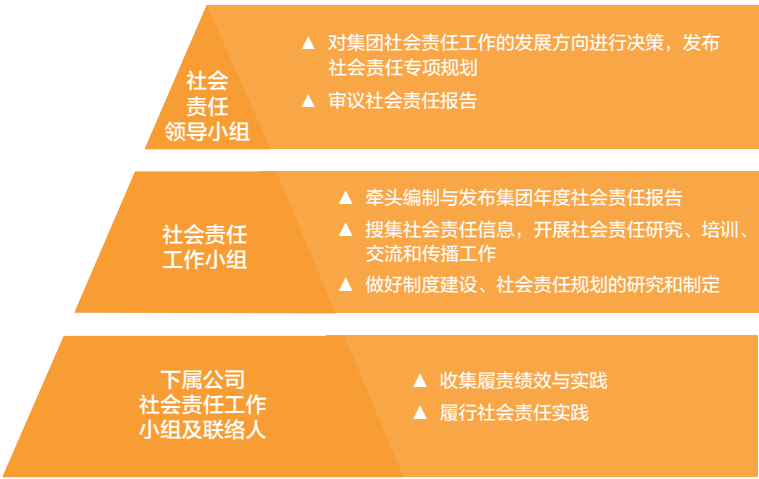 社会
责任
领导小组
▲ 对集团社会责任工作的发展方向进行决策，发布
社会责任专项规划
▲ 审议社会责任报告
社会责任
工作小组
▲ 牵头编制与发布集团年度社会责任报告
▲ 搜集社会责任信息，开展社会责任研究、培训、
交流和传播工作
▲ 做好制度建设、社会责任规划的研究和制定
下属公司
社会责任工作
小组及联络人
▲ 收集履责绩效与实践
▲ 履行社会责任实践